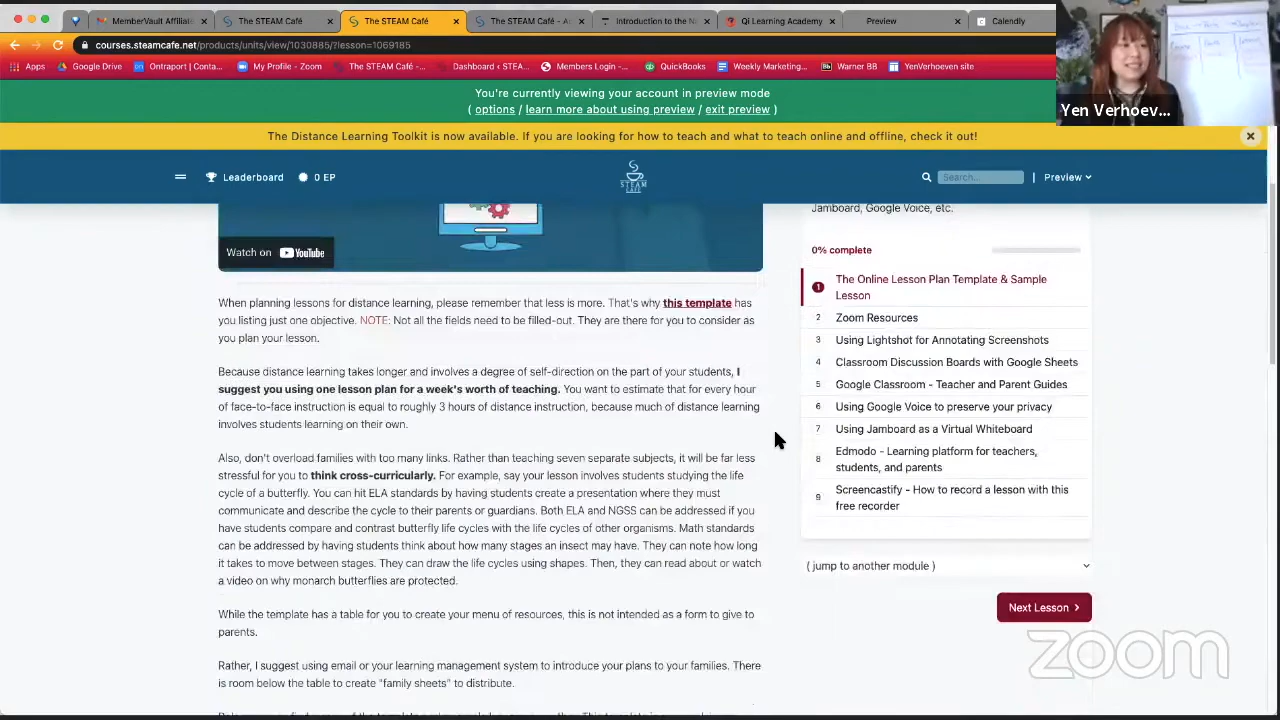 MemberVault Affiliate
The STEAM Café
The STEAM Café
The STEAM Café - A
Introduction to the N
Qi Learning Academy
Preview
Calendly
courses.steamcafe.net/products/units/view/1030885/?lesson=1069185
Apps
Google Drive
Ontraport | Conta...
My Profile - Zoom
The STEAM Café -...
Dashboard ‹ STEA...
Members Login -...
QuickBooks
Weekly Marketing...
Warner BB
YenVerhoeven site
Yen Verhoev...
You're currently viewing your account in preview mode
( options / learn more about using preview / exit preview )
The Distance Learning Toolkit is now available. If you are looking for how to teach and what to teach online and offline, check it out!
Leaderboard
0 EP
STEAM
CAFÉ
Search...
| Preview
Watch on YouTube
When planning lessons for distance learning, please remember that less is more. That's why this template has
you listing just one objective. NOTE: Not all the fields need to be filled-out. They are there for you to consider as
you plan your lesson.
Because distance learning takes longer and involves a degree of self-direction on the part of your students, I
suggest you using one lesson plan for a week's worth of teaching. You want to estimate that for every hour
of face-to-face instruction is equal to roughly 3 hours of distance instruction, because much of distance learning
involves students learning on their own.
Also, don't overload families with too many links. Rather than teaching seven separate subjects, it will be far less
stressful for you to think cross-curricularly. For example, say your lesson involves students studying the life
cycle of a butterfly. You can hit ELA standards by having students create a presentation where they must
communicate and describe the cycle to their parents or guardians. Both ELA and NGSS can be addressed if you
have students compare and contrast butterfly life cycles with the life cycles of other organisms. Math standards
can be addressed by having students think about how many stages an insect may have. They can note how long
it takes to move between stages. They can draw the life cycles using shapes. Then, they can read about or watch
a video on why monarch butterflies are protected.
While the template has a table for you to create your menu of resources, this is not intended as a form to give to
parents.
Rather, I suggest using email or your learning management system to introduce your plans to your families. There
is room below the table to create "family sheets" to distribute.
Jamboard, Google Voice, etc.
0% complete
1 The Online Lesson Plan Template & Sample
Lesson
2 Zoom Resources
3 Using Lightshot for Annotating Screenshots
4 Classroom Discussion Boards with Google Sheets
5 Google Classroom - Teacher and Parent Guides
6 Using Google Voice to preserve your privacy
7 Using Jamboard as a Virtual Whiteboard
8 Edmodo - Learning platform for teachers,
students, and parents
9 Screencastify - How to record a lesson with this
free recorder
( jump to another module )
Next Lesson
zoom